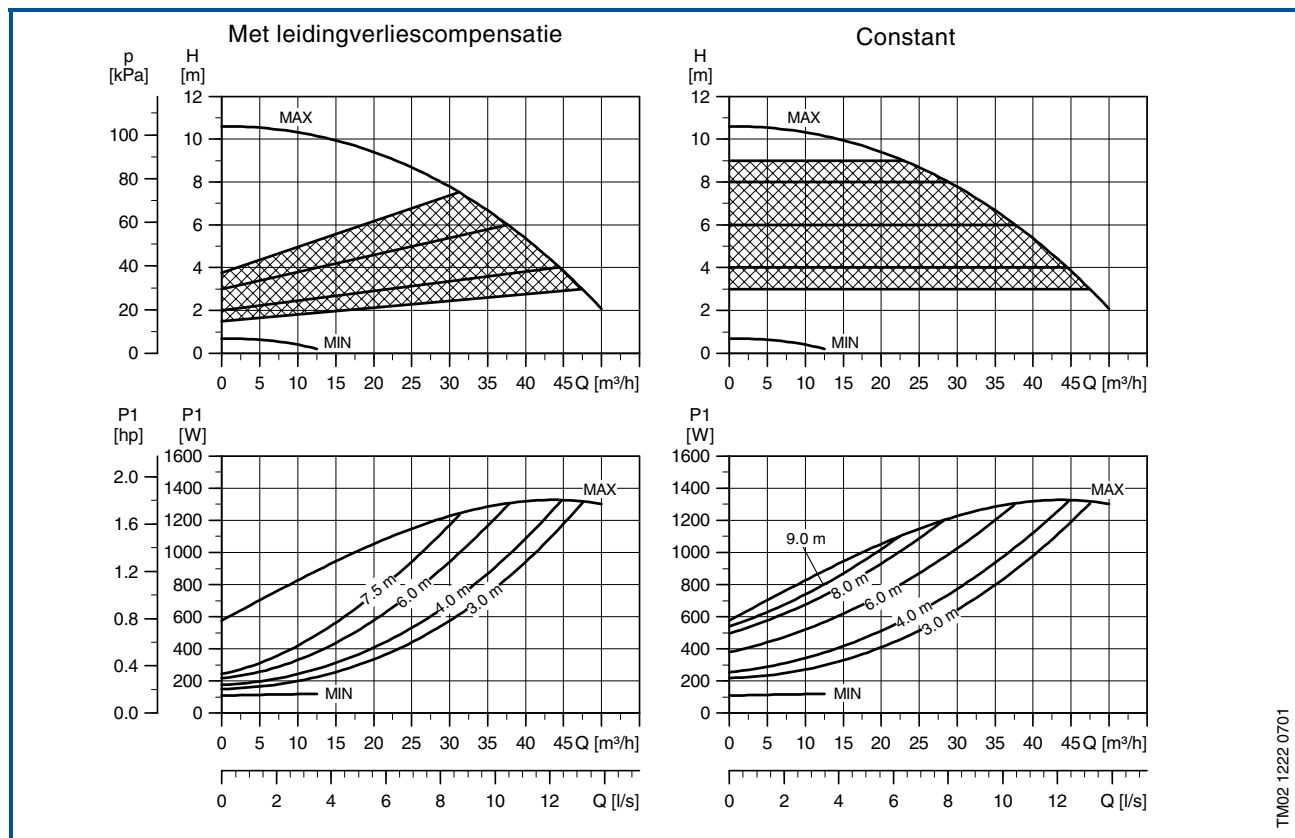 Met leidingverliescompensatie
Constant
p
[kPa]
H
[m]
H
[m]
12
10
8
6
4
2
0
100
80
60
40
20
0
MAX
MIN
0 5 10 15 20 25 30 35 40 45 Q [m³/h]
12
10
8
6
4
2
0
MAX
MIN
0 5 10 15 20 25 30 35 40 45 Q [m³/h]
P1
[hp]
P1
[W]
P1
[W]
2.0
1.6
1.2
0.8
0.4
0.0
1600
1400
1200
1000
800
600
400
200
0
MAX
7.5 m
6.0 m
4.0 m
3.0 m
MIN
0 5 10 15 20 25 30 35 40 45 Q [m³/h]
0 2 4 6 8 10 12 Q [l/s]
1600
1400
1200
1000
800
600
400
200
0
MAX
9.0 m
8.0 m
6.0 m
4.0 m
3.0 m
MIN
0 5 10 15 20 25 30 35 40 45 Q [m³/h]
0 2 4 6 8 10 12 Q [l/s]
TM02 1222 0701